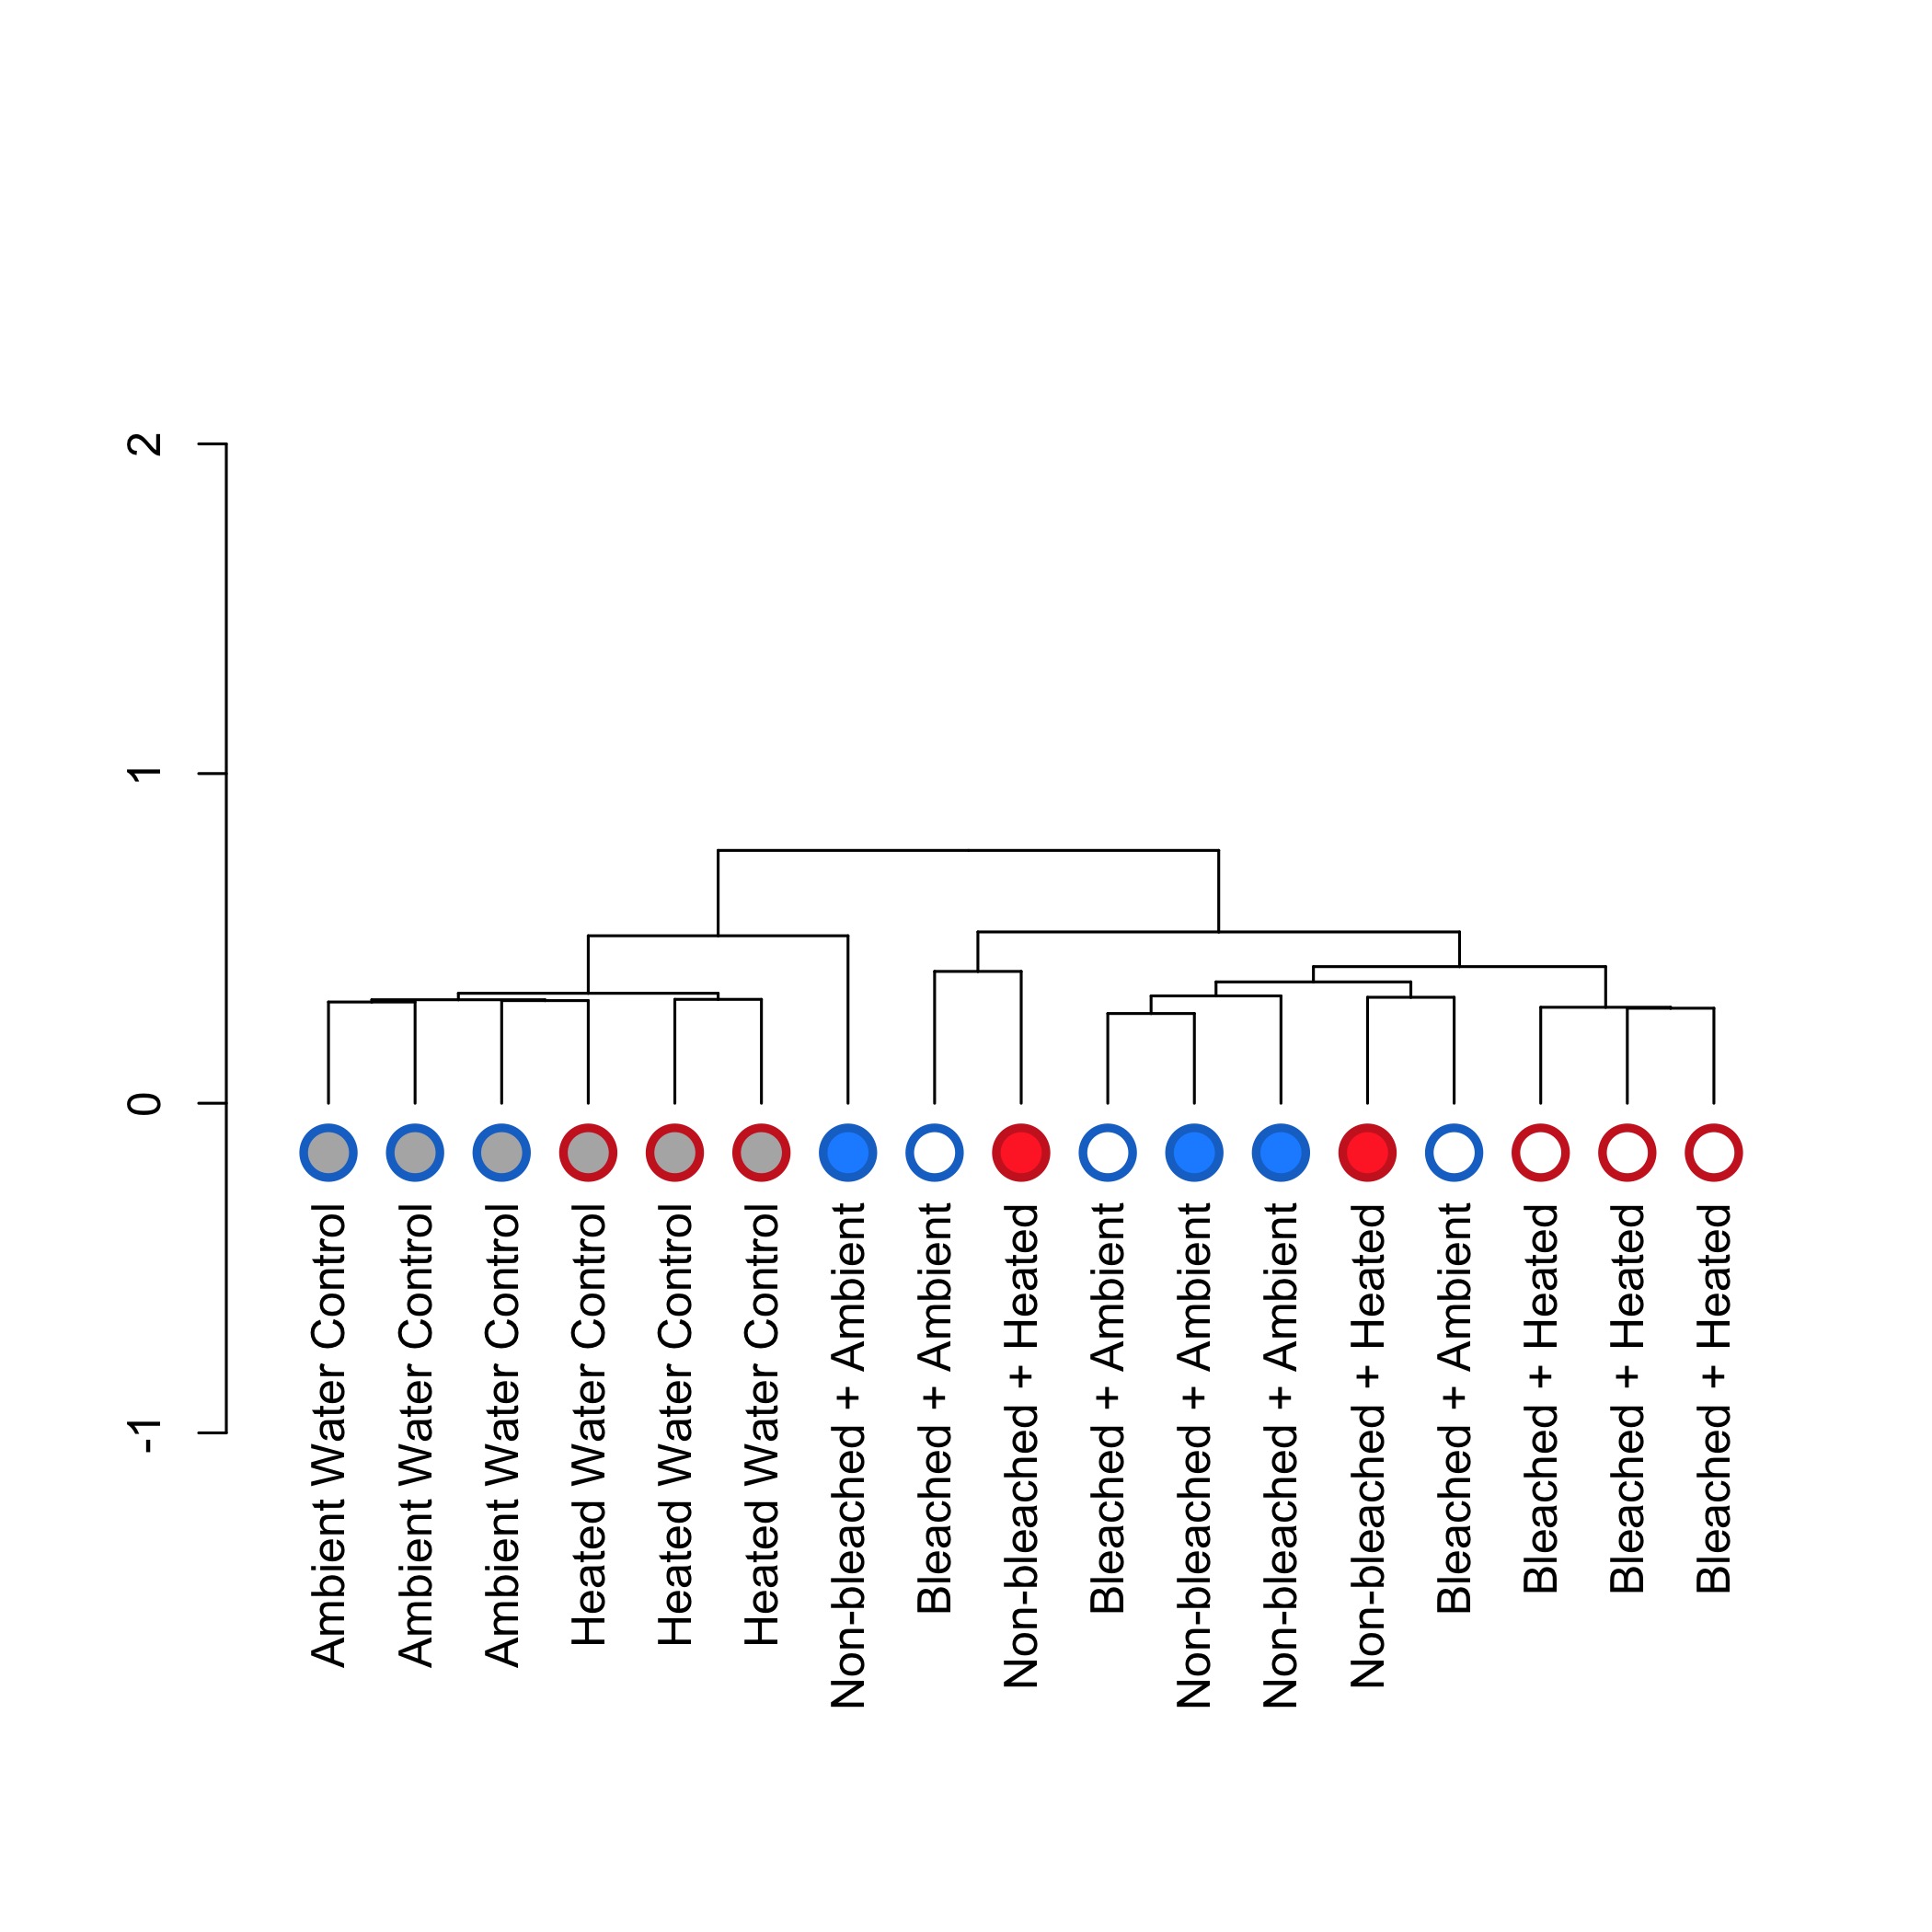 2
1
0
-1
Ambient Water Control
Ambient Water Control
Ambient Water Control
Heated Water Control
Heated Water Control
Heated Water Control
Non-bleached + Ambient
Bleached + Ambient
Non-bleached + Heated
Bleached + Ambient
Non-bleached + Ambient
Non-bleached + Ambient
Non-bleached + Heated
Bleached + Ambient
Bleached + Heated
Bleached + Heated
Bleached + Heated